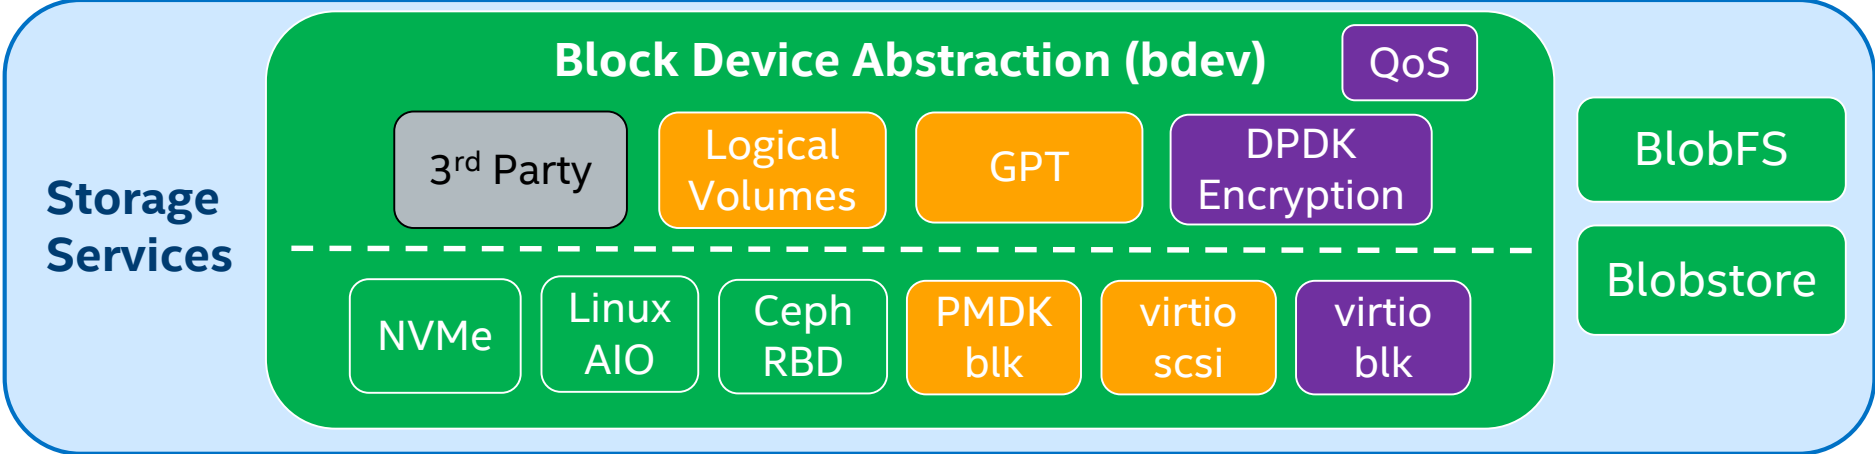 Storage
Services
Block Device Abstraction (bdev)
QoS
3rd Party
Logical
Volumes
GPT
DPDK
Encryption
NVMe
Linux
AIO
Ceph
RBD
PMDK
blk
virtio
scsi
virtio
blk
BlobFS
Blobstore